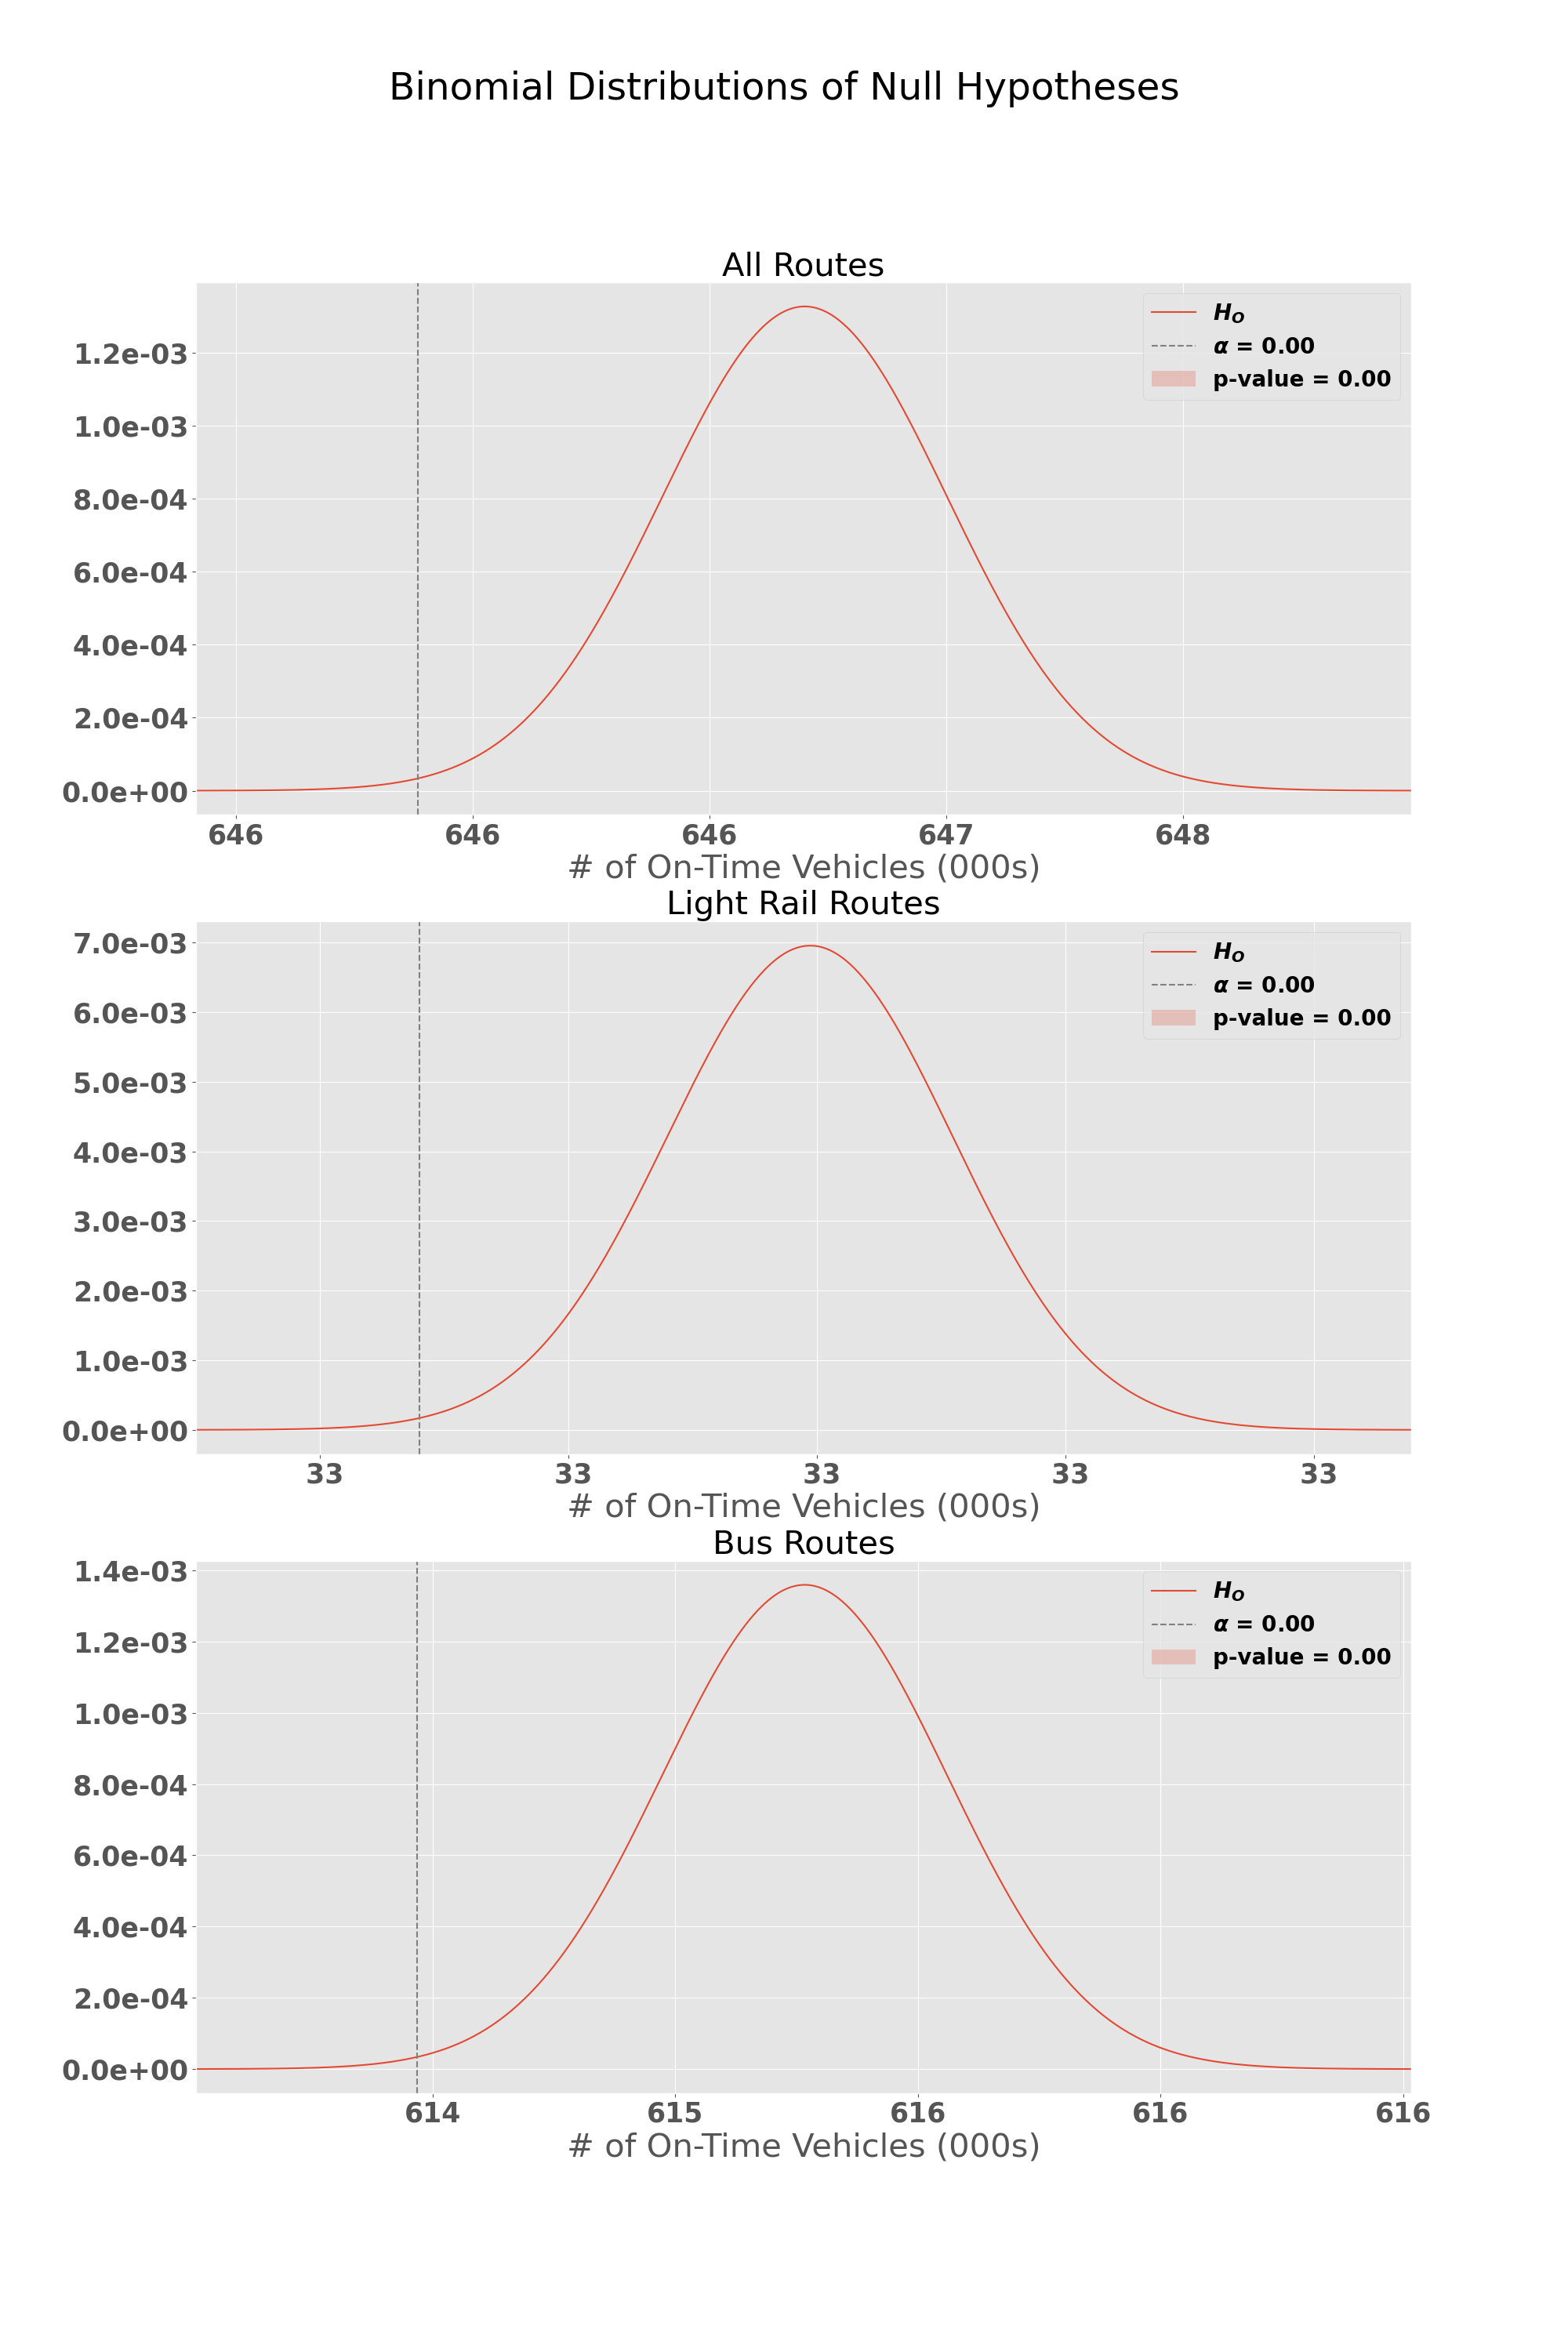 Binomial Distributions of Null Hypotheses
All Routes
H_O
α = 0.00
p-value = 0.00
1.2e-03
1.0e-03
8.0e-04
6.0e-04
4.0e-04
2.0e-04
0.0e+00
646 646 646 647 648
# of On-Time Vehicles (000s)
Light Rail Routes
H_O
α = 0.00
p-value = 0.00
7.0e-03
6.0e-03
5.0e-03
4.0e-03
3.0e-03
2.0e-03
1.0e-03
0.0e+00
33 33 33 33 33
# of On-Time Vehicles (000s)
Bus Routes
H_O
α = 0.00
p-value = 0.00
1.4e-03
1.2e-03
1.0e-03
8.0e-04
6.0e-04
4.0e-04
2.0e-04
0.0e+00
614 615 616 616 616
# of On-Time Vehicles (000s)